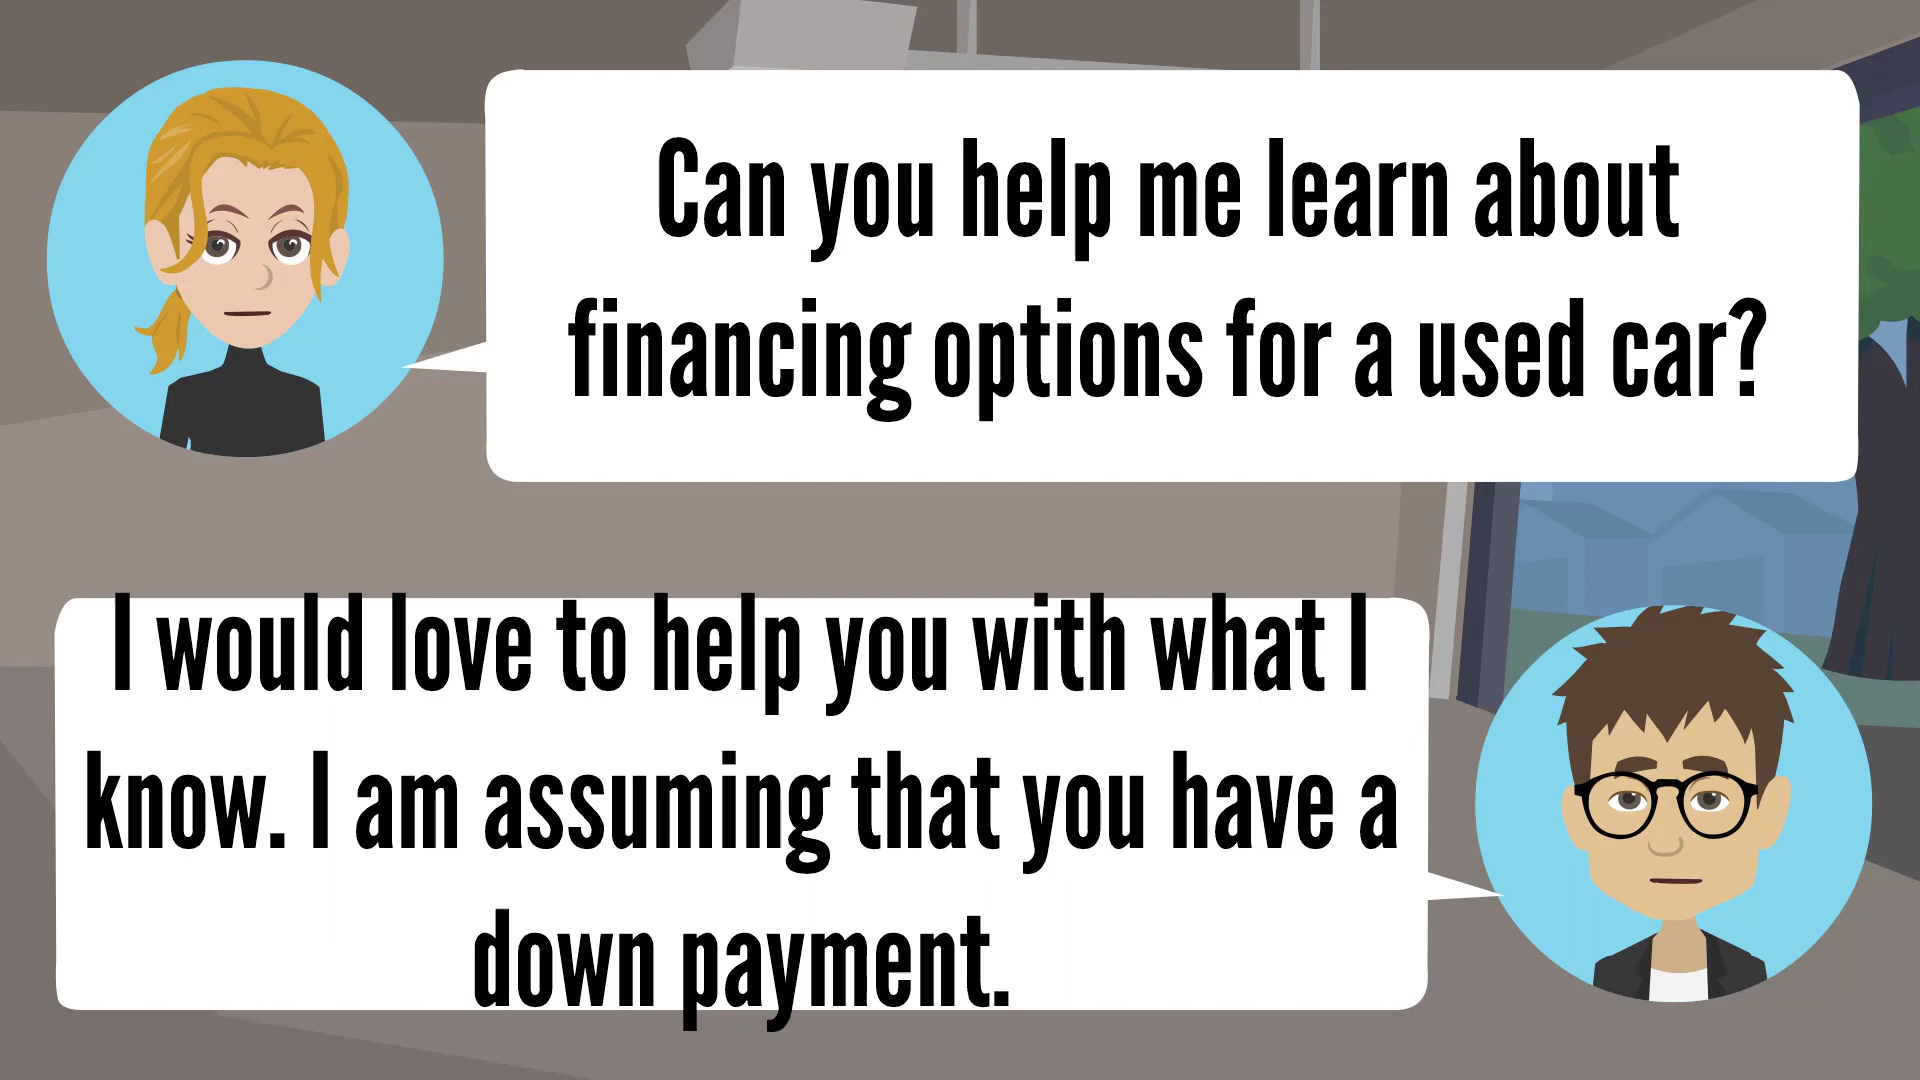 Can you help me learn about
financing options for a used car?
I would love to help you with what I
know. I am assuming that you have a
down payment.